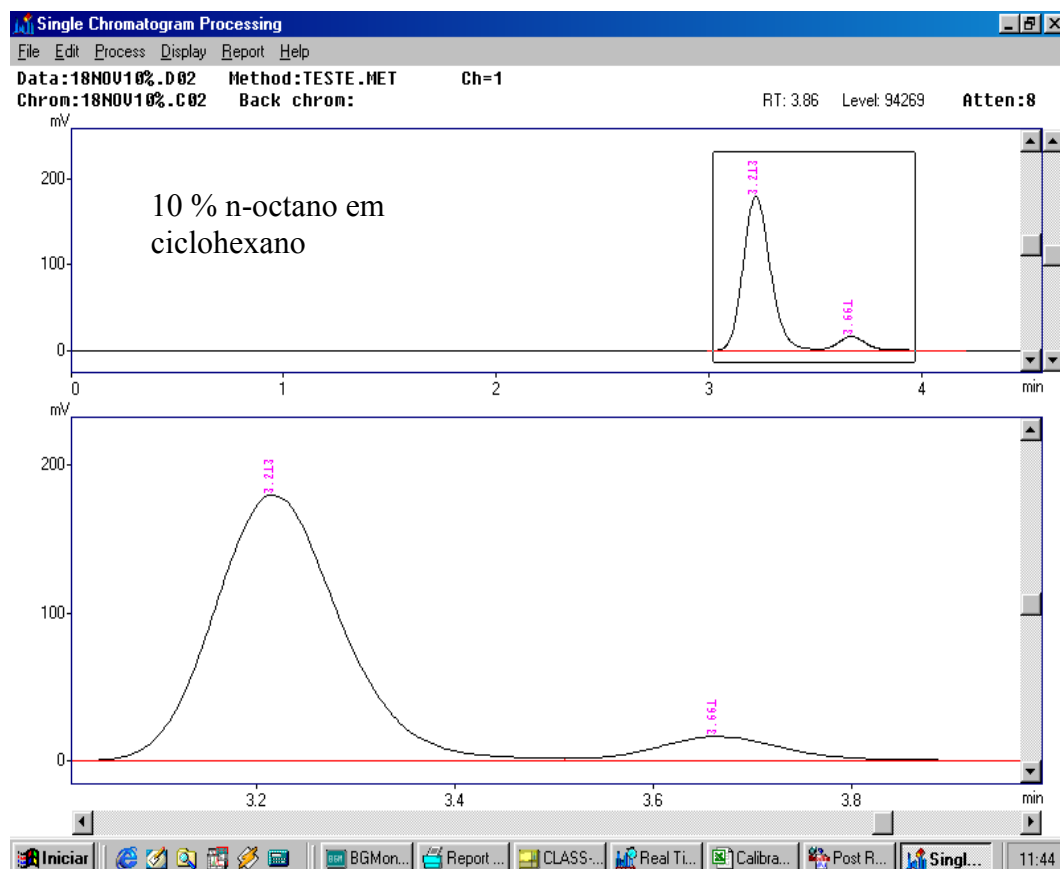 Single Chromatogram Processing
File Edit Process Display Report Help
Data:18NOV10%.D02 Method:TESTE.MET Ch=1
Chrom:18NOV10%.C02 Back chrom: RT: 3.86 Level: 94269 Atten:8
mV
200
100
0
10 % n-octano em
ciclohexano
3.213
3.661
0 1 2 3 4 min
mV
200
100
0
3.213
3.661
3.2 3.4 3.6 3.8 min
Iniciar BGMon... Report ... CLASS-... Real Ti... Calibra... Post R... Singl... 11:44